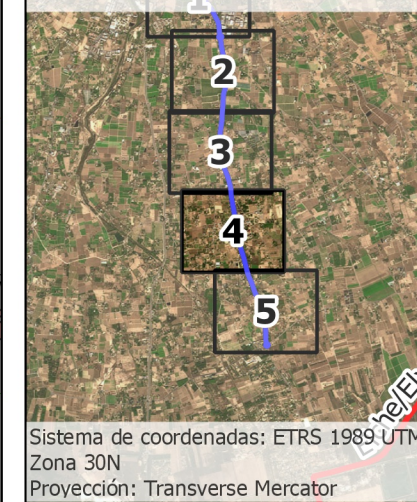 1
2
3
4
5
Sistema de coordenadas: ETRS 1989 UTM
Zona 30N
Proyección: Transverse Mercator